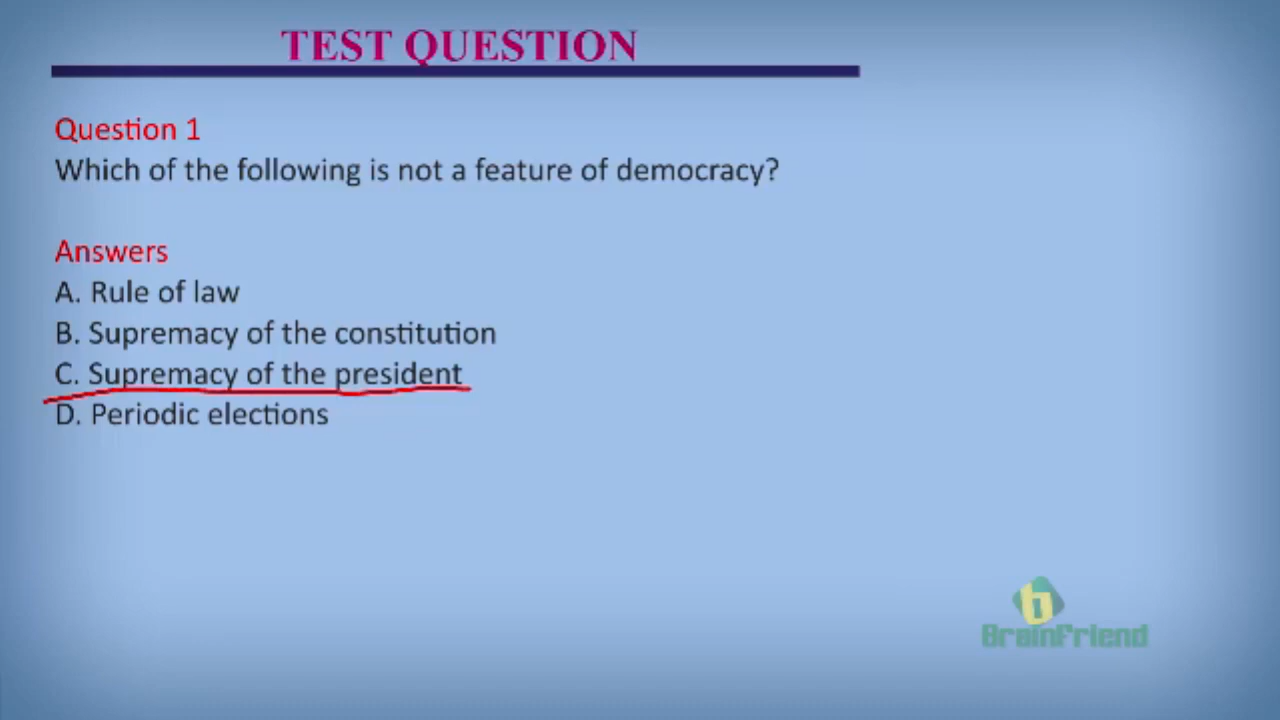 TEST QUESTION
Question 1
Which of the following is not a feature of democracy?
Answers
A. Rule of law
B. Supremacy of the constitution
C. Supremacy of the president
D. Periodic elections
b
BrainFriend